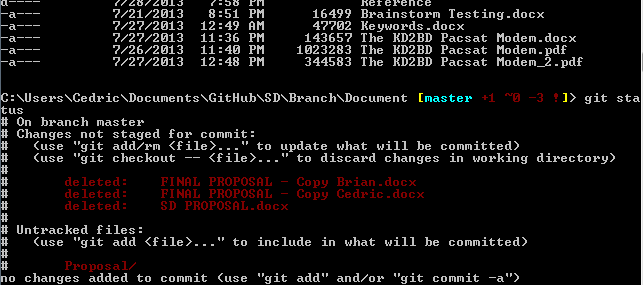 d---- 7/28/2013 7:58 PM Reference
-a--- 7/21/2013 8:51 PM 16499 Brainstorm Testing.docx
-a--- 7/27/2013 12:49 AM 47702 Keywords.docx
-a--- 7/27/2013 11:36 PM 143657 The KD2BD Pacsat Modem.docx
-a--- 7/26/2013 11:40 PM 1023283 The KD2BD Pacsat Modem.pdf
-a--- 7/27/2013 12:48 PM 344583 The KD2BD Pacsat Modem_2.pdf
C:\Users\Cedric\Documents\GitHub\SD\Branch\Document [master +1 ~0 -3 !]> git sta
tus
# On branch master
# Changes not staged for commit:
#   (use "git add/rm <file>..." to update what will be committed)
#   (use "git checkout -- <file>..." to discard changes in working directory)
#
#       deleted:    FINAL PROPOSAL - Copy Brian.docx
#       deleted:    FINAL PROPOSAL - Copy Cedric.docx
#       deleted:    SD PROPOSAL.docx
#
# Untracked files:
#   (use "git add <file>..." to include in what will be committed)
#
#       Proposal/
no changes added to commit (use "git add" and/or "git commit -a")